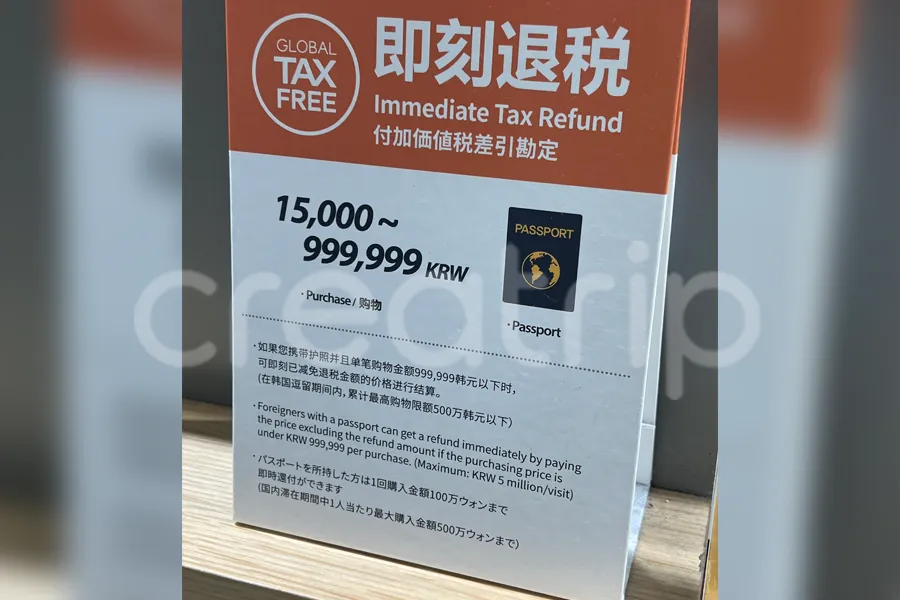 GLOBAL
TAX
FREE
即刻退税
Immediate Tax Refund
付加価値税差引勘定
15,000 ~
999,999 KRW
· Purchase / 购物
PASSPORT
· Passport
creatrip
· 如果您携带护照并且单笔购物金额999,999韩元以下时，
可即刻已减免退税金额的价格进行结算。
(在韩国逗留期间内，累计最高购物限额500万韩元以下）
· Foreigners with a passport can get a refund immediately by paying
the price excluding the refund amount if the purchasing price is
under KRW 999,999 per purchase. (Maximum: KRW 5 million/visit)
· パスポートを所持した方は1回購入金額100万ウォンまで
即時還付ができます
(国内滞在期間中1人当たり最大購入金額500万ウォンまで)